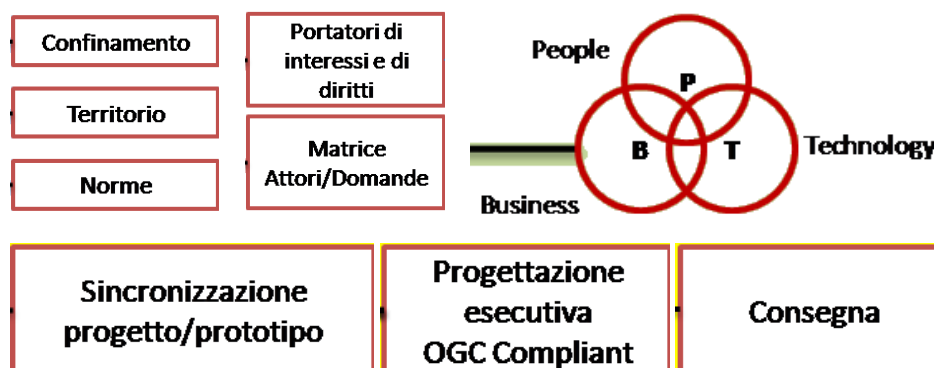 Confinamento
Territorio
Norme
Portatori di
interessi e di
diritti
Matrice
Attori/Domande
People
P
B
T
Technology
Business
Sincronizzazione
progetto/prototipo
Progettazione
esecutiva
OGC Compliant
Consegna